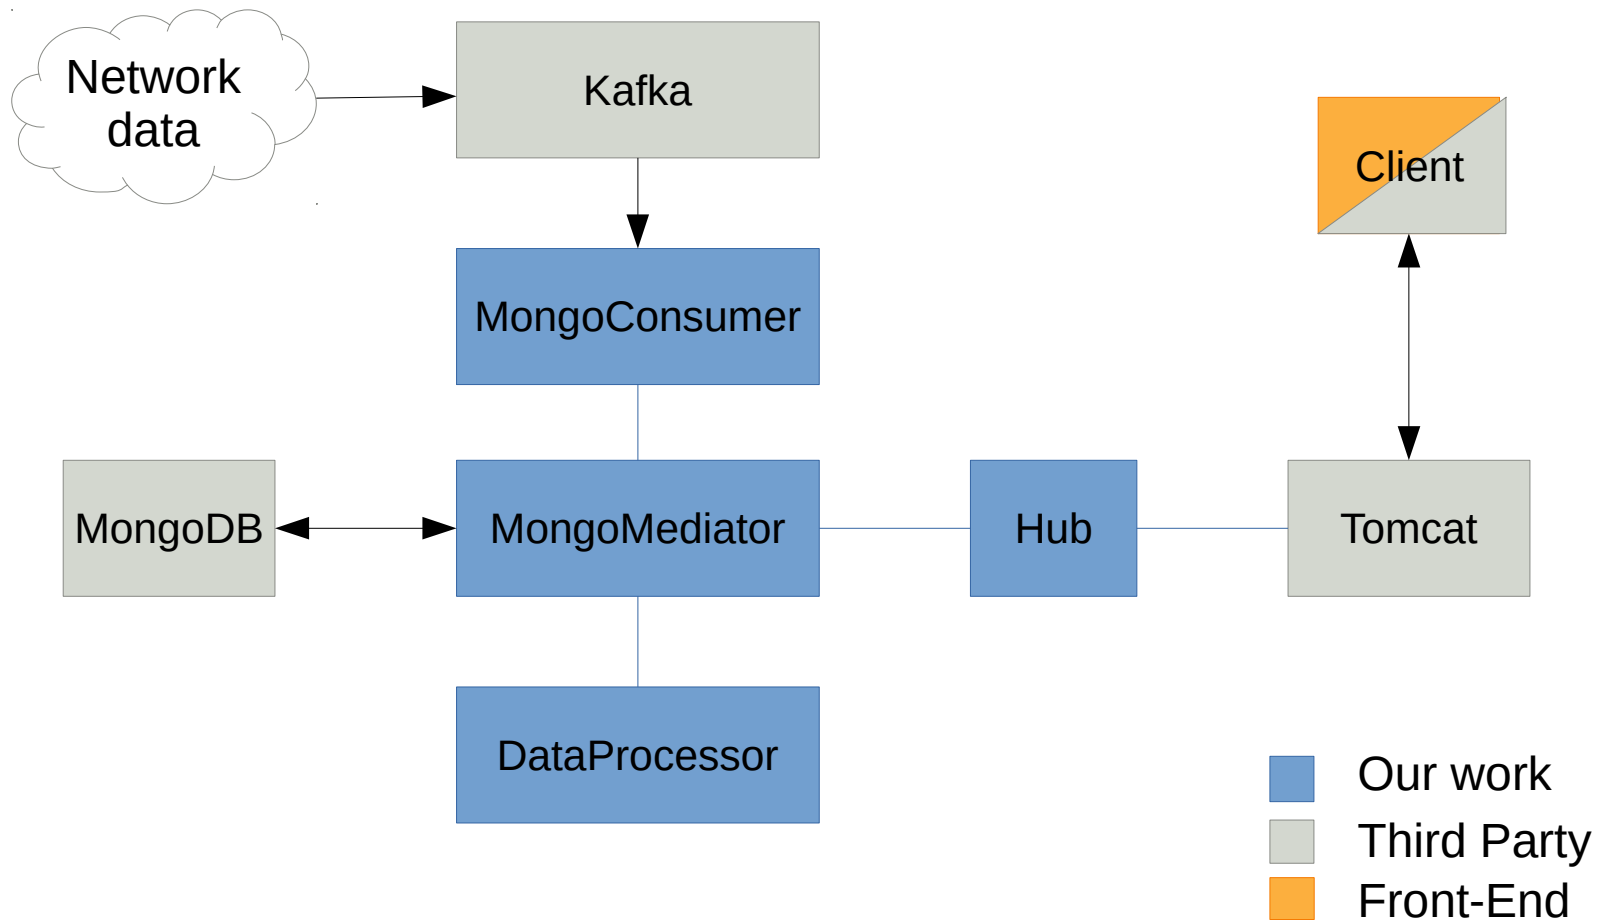 Network
data
Kafka
Client
MongoConsumer
MongoDB
MongoMediator
Hub
Tomcat
DataProcessor
Our work
Third Party
Front-End